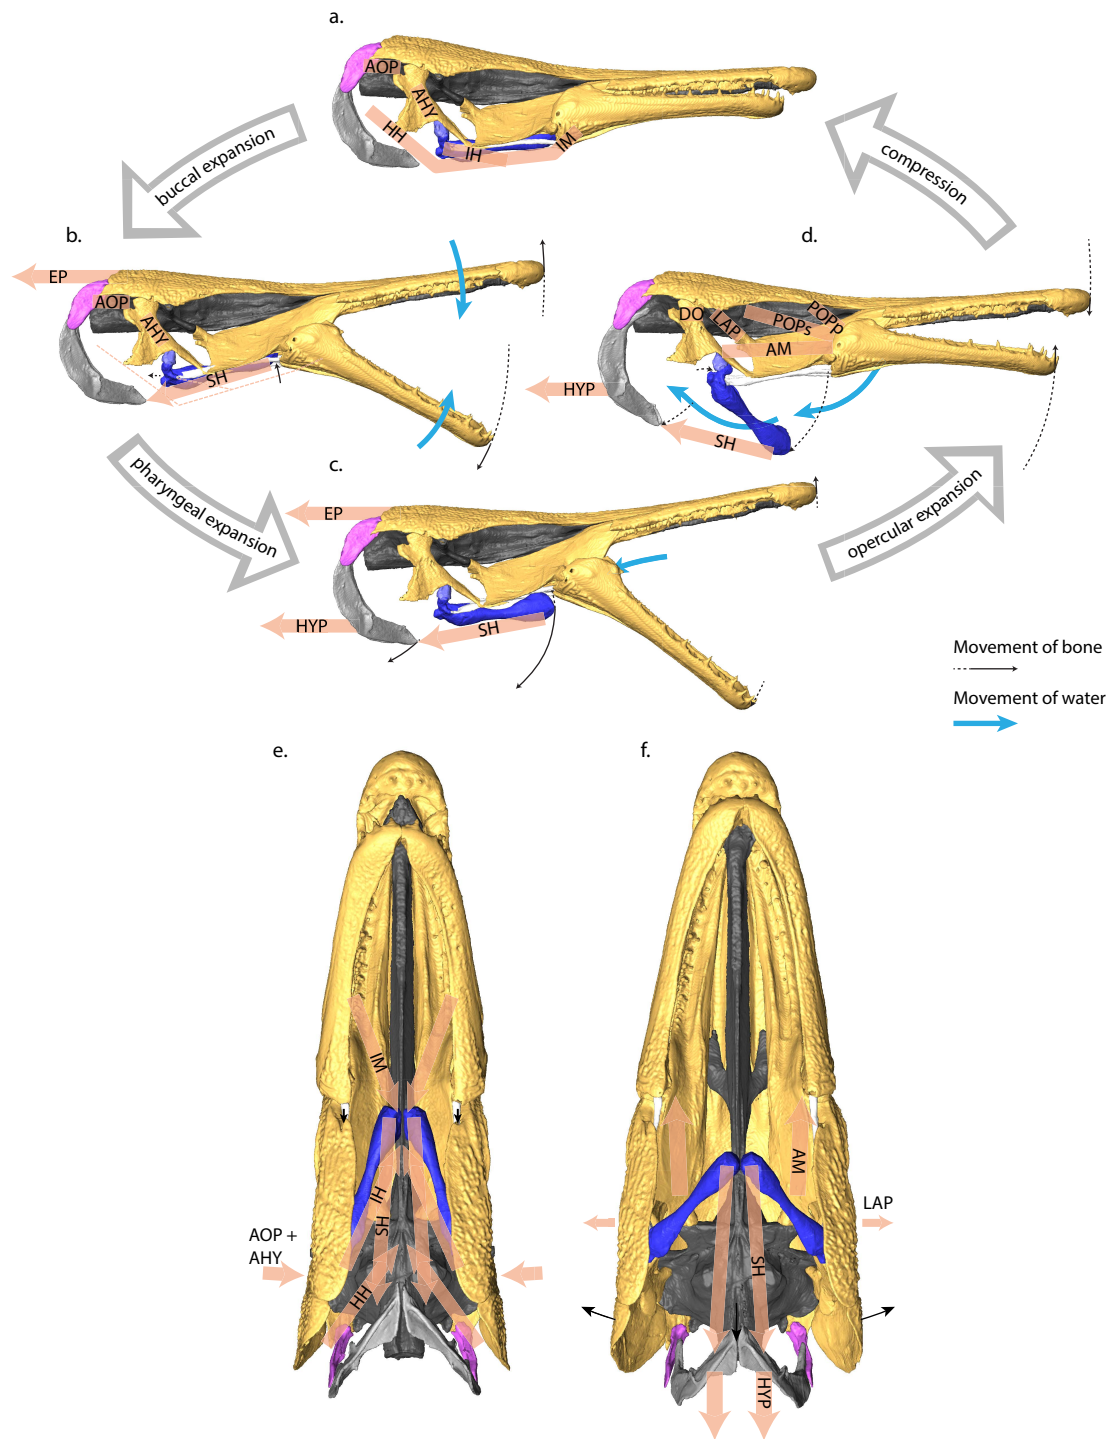 a.
AOP
AHY
HH
IH
IM
buccal expansion
compression
b.
EP
AOP
AHY
SH
d.
DO
LAP
POPs
POPp
AM
HYP
SH
pharyngeal expansion
c.
EP
HYP
SH
opercular expansion
Movement of bone
Movement of water
e.
IM
IH
SH
HH
AOP +
AHY
f.
AM
LAP
SH
HYP